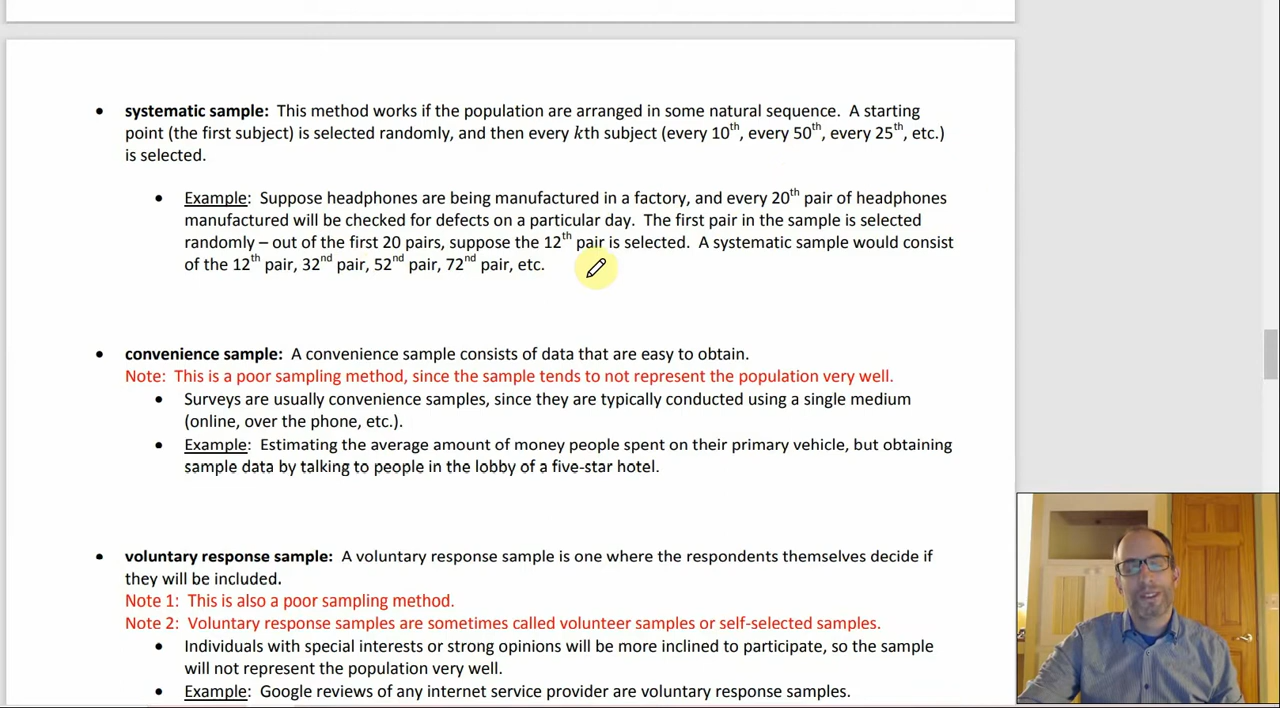 • systematic sample: This method works if the population are arranged in some natural sequence. A starting
point (the first subject) is selected randomly, and then every kth subject (every 10th, every 50th, every 25th, etc.)
is selected.
• Example: Suppose headphones are being manufactured in a factory, and every 20th pair of headphones
manufactured will be checked for defects on a particular day. The first pair in the sample is selected
randomly – out of the first 20 pairs, suppose the 12th pair is selected. A systematic sample would consist
of the 12th pair, 32nd pair, 52nd pair, 72nd pair, etc.
• convenience sample: A convenience sample consists of data that are easy to obtain.
Note: This is a poor sampling method, since the sample tends to not represent the population very well.
• Surveys are usually convenience samples, since they are typically conducted using a single medium
(online, over the phone, etc.).
• Example: Estimating the average amount of money people spent on their primary vehicle, but obtaining
sample data by talking to people in the lobby of a five-star hotel.
• voluntary response sample: A voluntary response sample is one where the respondents themselves decide if
they will be included.
Note 1: This is also a poor sampling method.
Note 2: Voluntary response samples are sometimes called volunteer samples or self-selected samples.
• Individuals with special interests or strong opinions will be more inclined to participate, so the sample
will not represent the population very well.
• Example: Google reviews of any internet service provider are voluntary response samples.